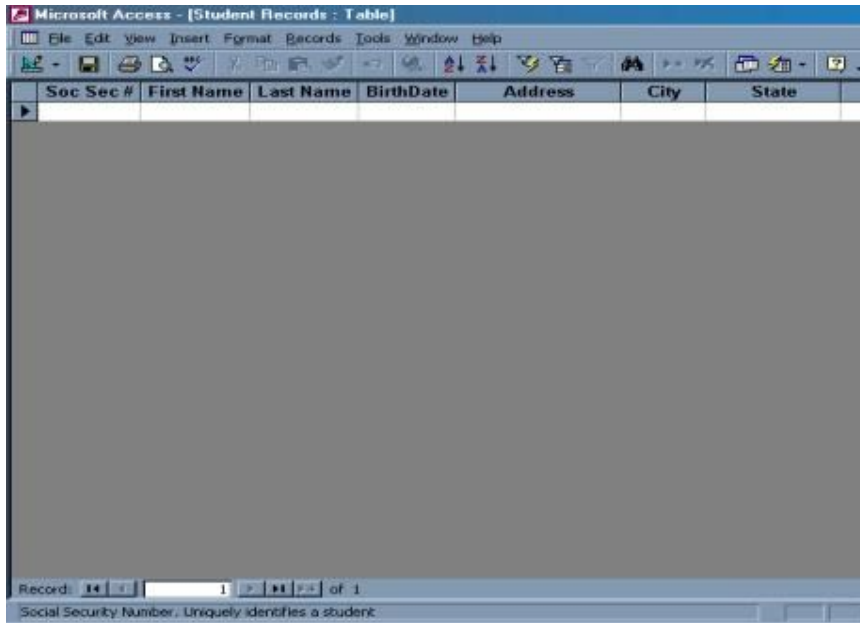 Microsoft Access - [Student Records : Table]
File Edit View Insert Format Records Tools Window Help
Soc Sec # First Name Last Name BirthDate Address City State
Record: 1 of 1
Social Security Number. Uniquely identifies a student